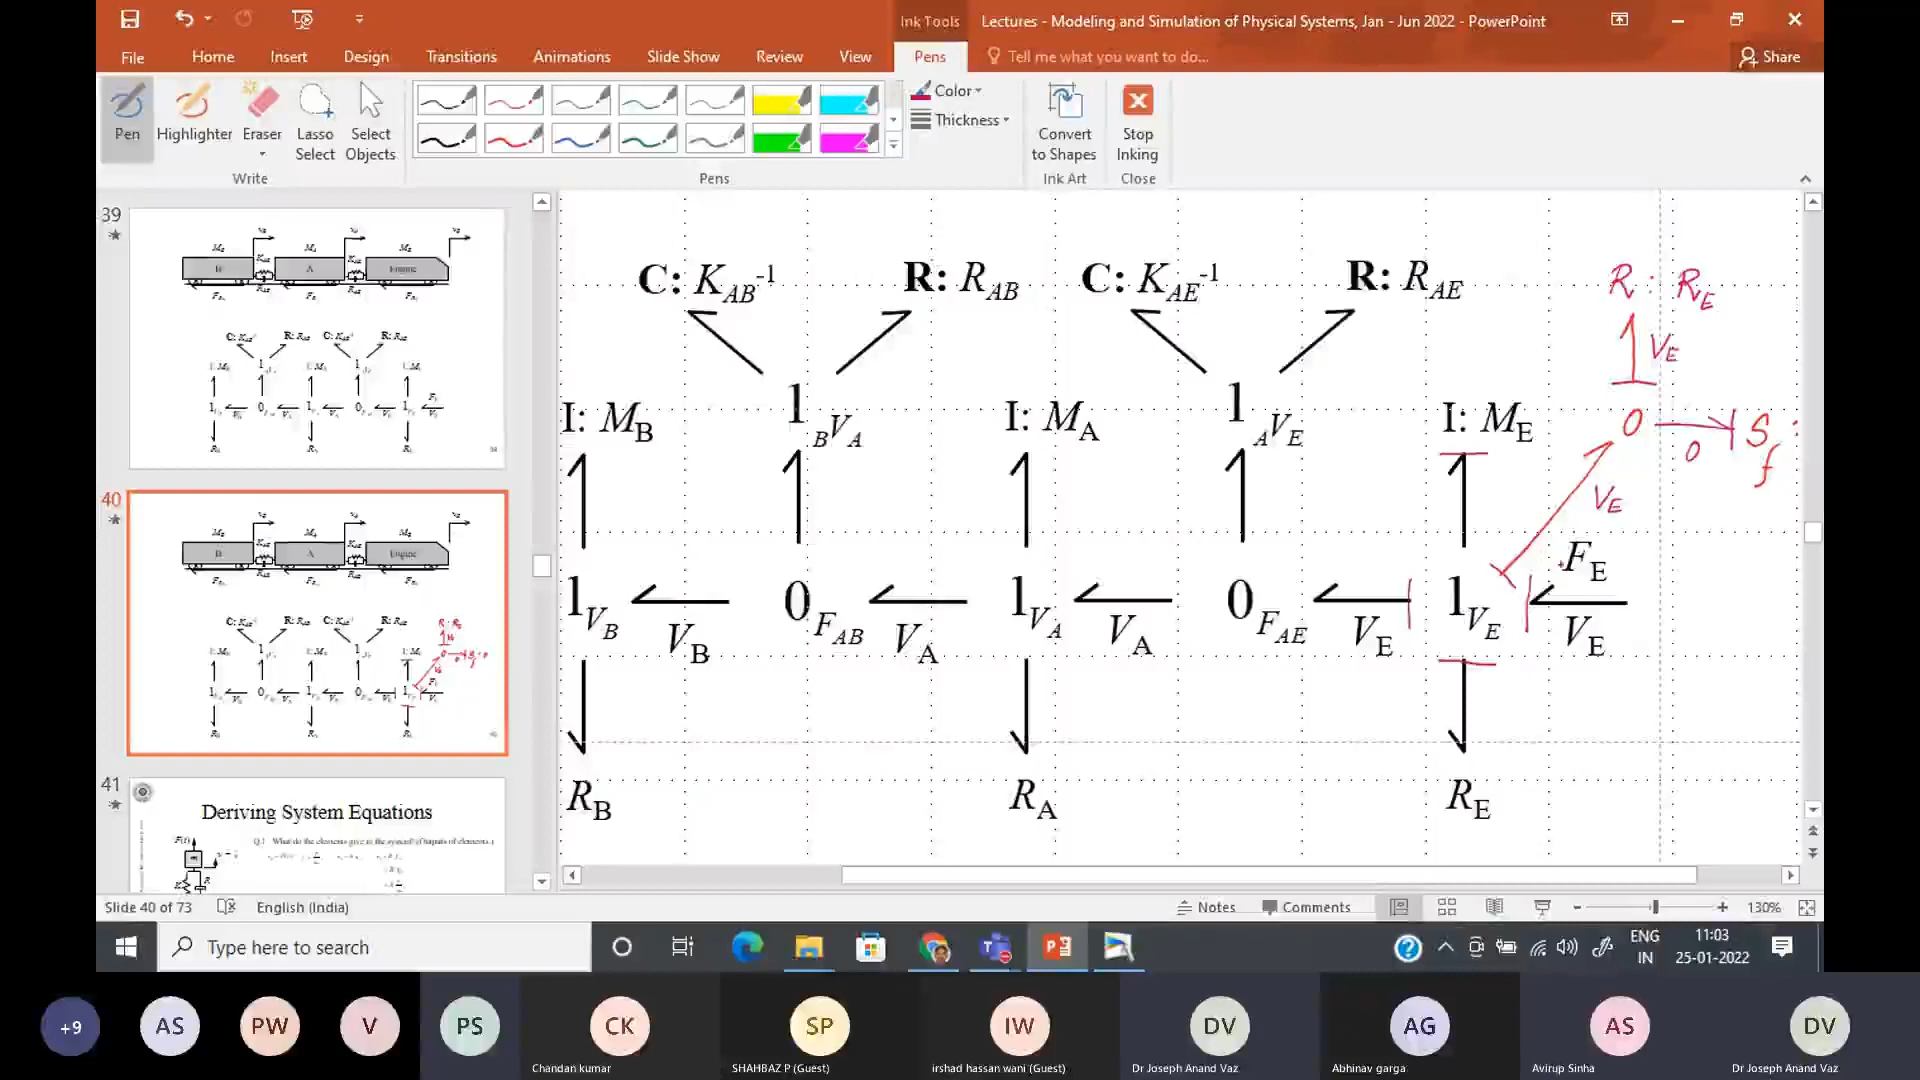 Ink Tools
Lectures - Modeling and Simulation of Physical Systems, Jan - Jun 2022 - PowerPoint
File Home Insert Design Transitions Animations Slide Show Review View Pens Tell me what you want to do... Share
Pen Highlighter Eraser Lasso Select Select Objects
Color
Thickness
Convert to Shapes
Stop Inking
Write Pens Ink Art Close
39
40
41
Deriving System Equations
C: K_AB^-1 R: R_AB C: K_AE^-1 R: R_AE R : R_E
V_E
I: M_B 1 _BV_A I: M_A 1 _AV_E I: M_E 0 0 S_f :
V_E
F_E
1_V_B V_B 0_F_AB V_A 1_V_A V_A 0_F_AE V_E 1_V_E V_E
R_B R_A R_E
Slide 40 of 73 English (India) Notes Comments 130%
Type here to search
ENG IN
11:03
25-01-2022
+9 AS PW V PS CK SP IW DV AG AS DV
Chandan kumar SHAHBAZ P (Guest) irshad hassan wani (Guest) Dr Joseph Anand Vaz Abhinav garga Avirup Sinha Dr Joseph Anand Vaz